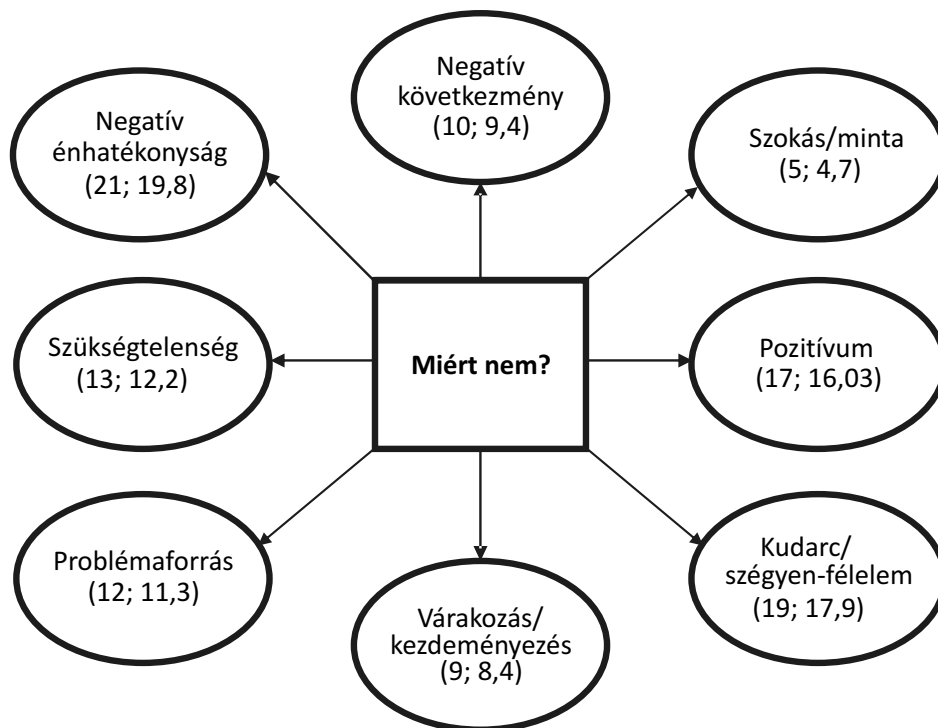 Negatív
következmény
(10; 9,4)
Negatív
énhatékonyság
(21; 19,8)
Szokás/minta
(5; 4,7)
Szükségtelenség
(13; 12,2)
Miért nem?
Pozitívum
(17; 16,03)
Problémaforrás
(12; 11,3)
Várakozás/
kezdeményezés
(9; 8,4)
Kudarc/
szégyen-félelem
(19; 17,9)